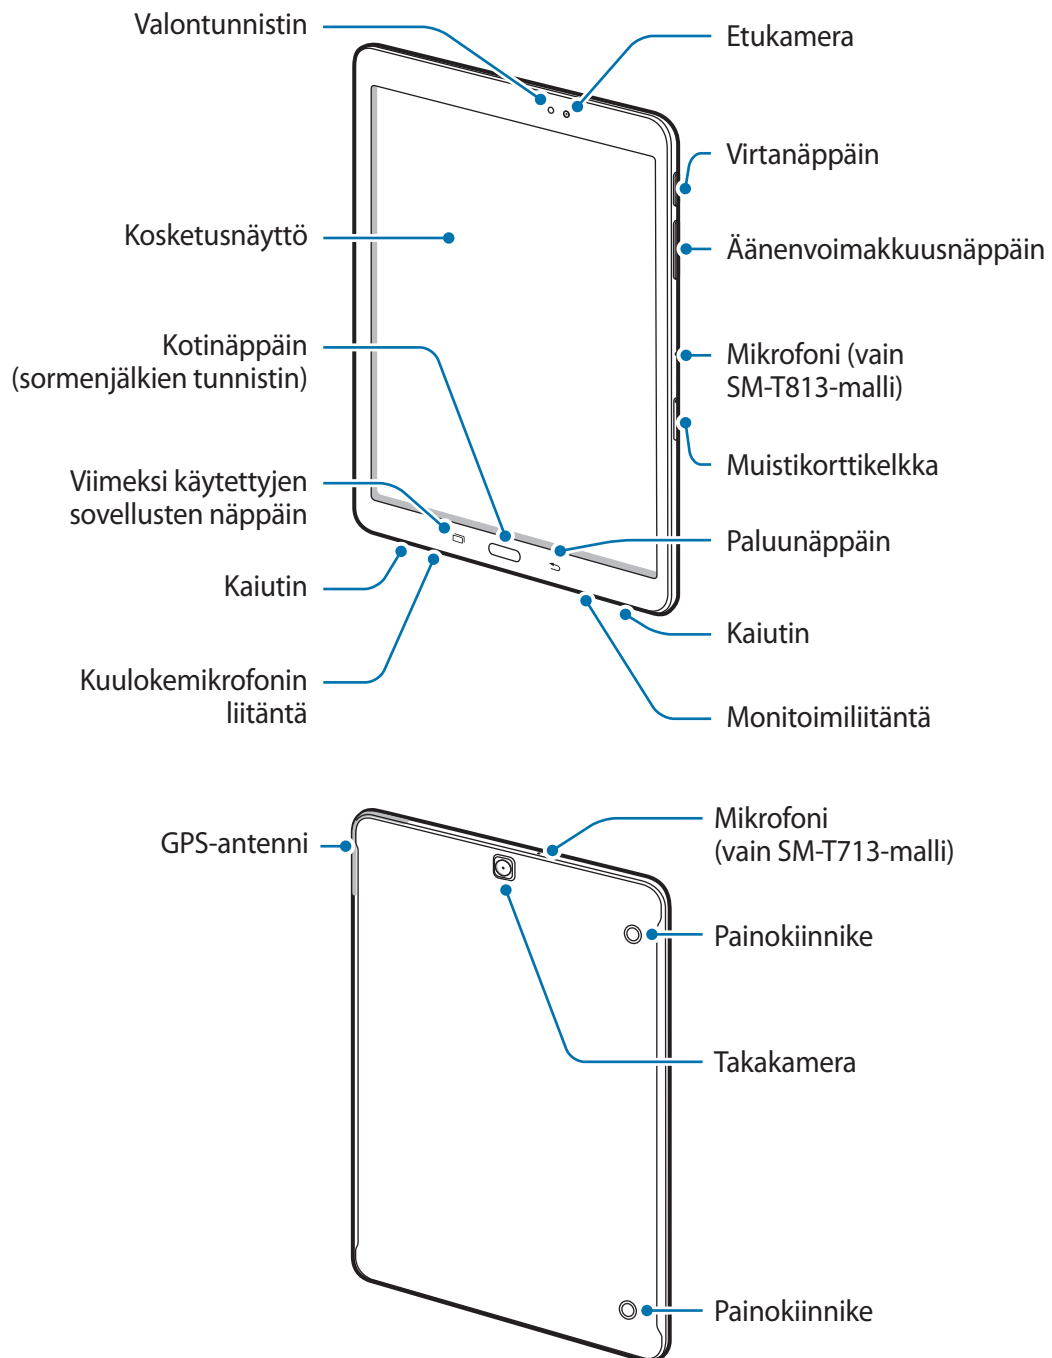 Valontunnistin
Etukamera
Virtanäppäin
Kosketusnäyttö
Äänenvoimakkuusnäppäin
Kotinäppäin
(sormenjälkien tunnistin)
Mikrofoni (vain
SM-T813-malli)
Muistikorttikelkka
Viimeksi käytettyjen
sovellusten näppäin
Paluunäppäin
Kaiutin
Kaiutin
Kuulokemikrofonin
liitäntä
Monitoimiliitäntä
GPS-antenni
Mikrofoni
(vain SM-T713-malli)
Painokiinnike
Takakamera
Painokiinnike